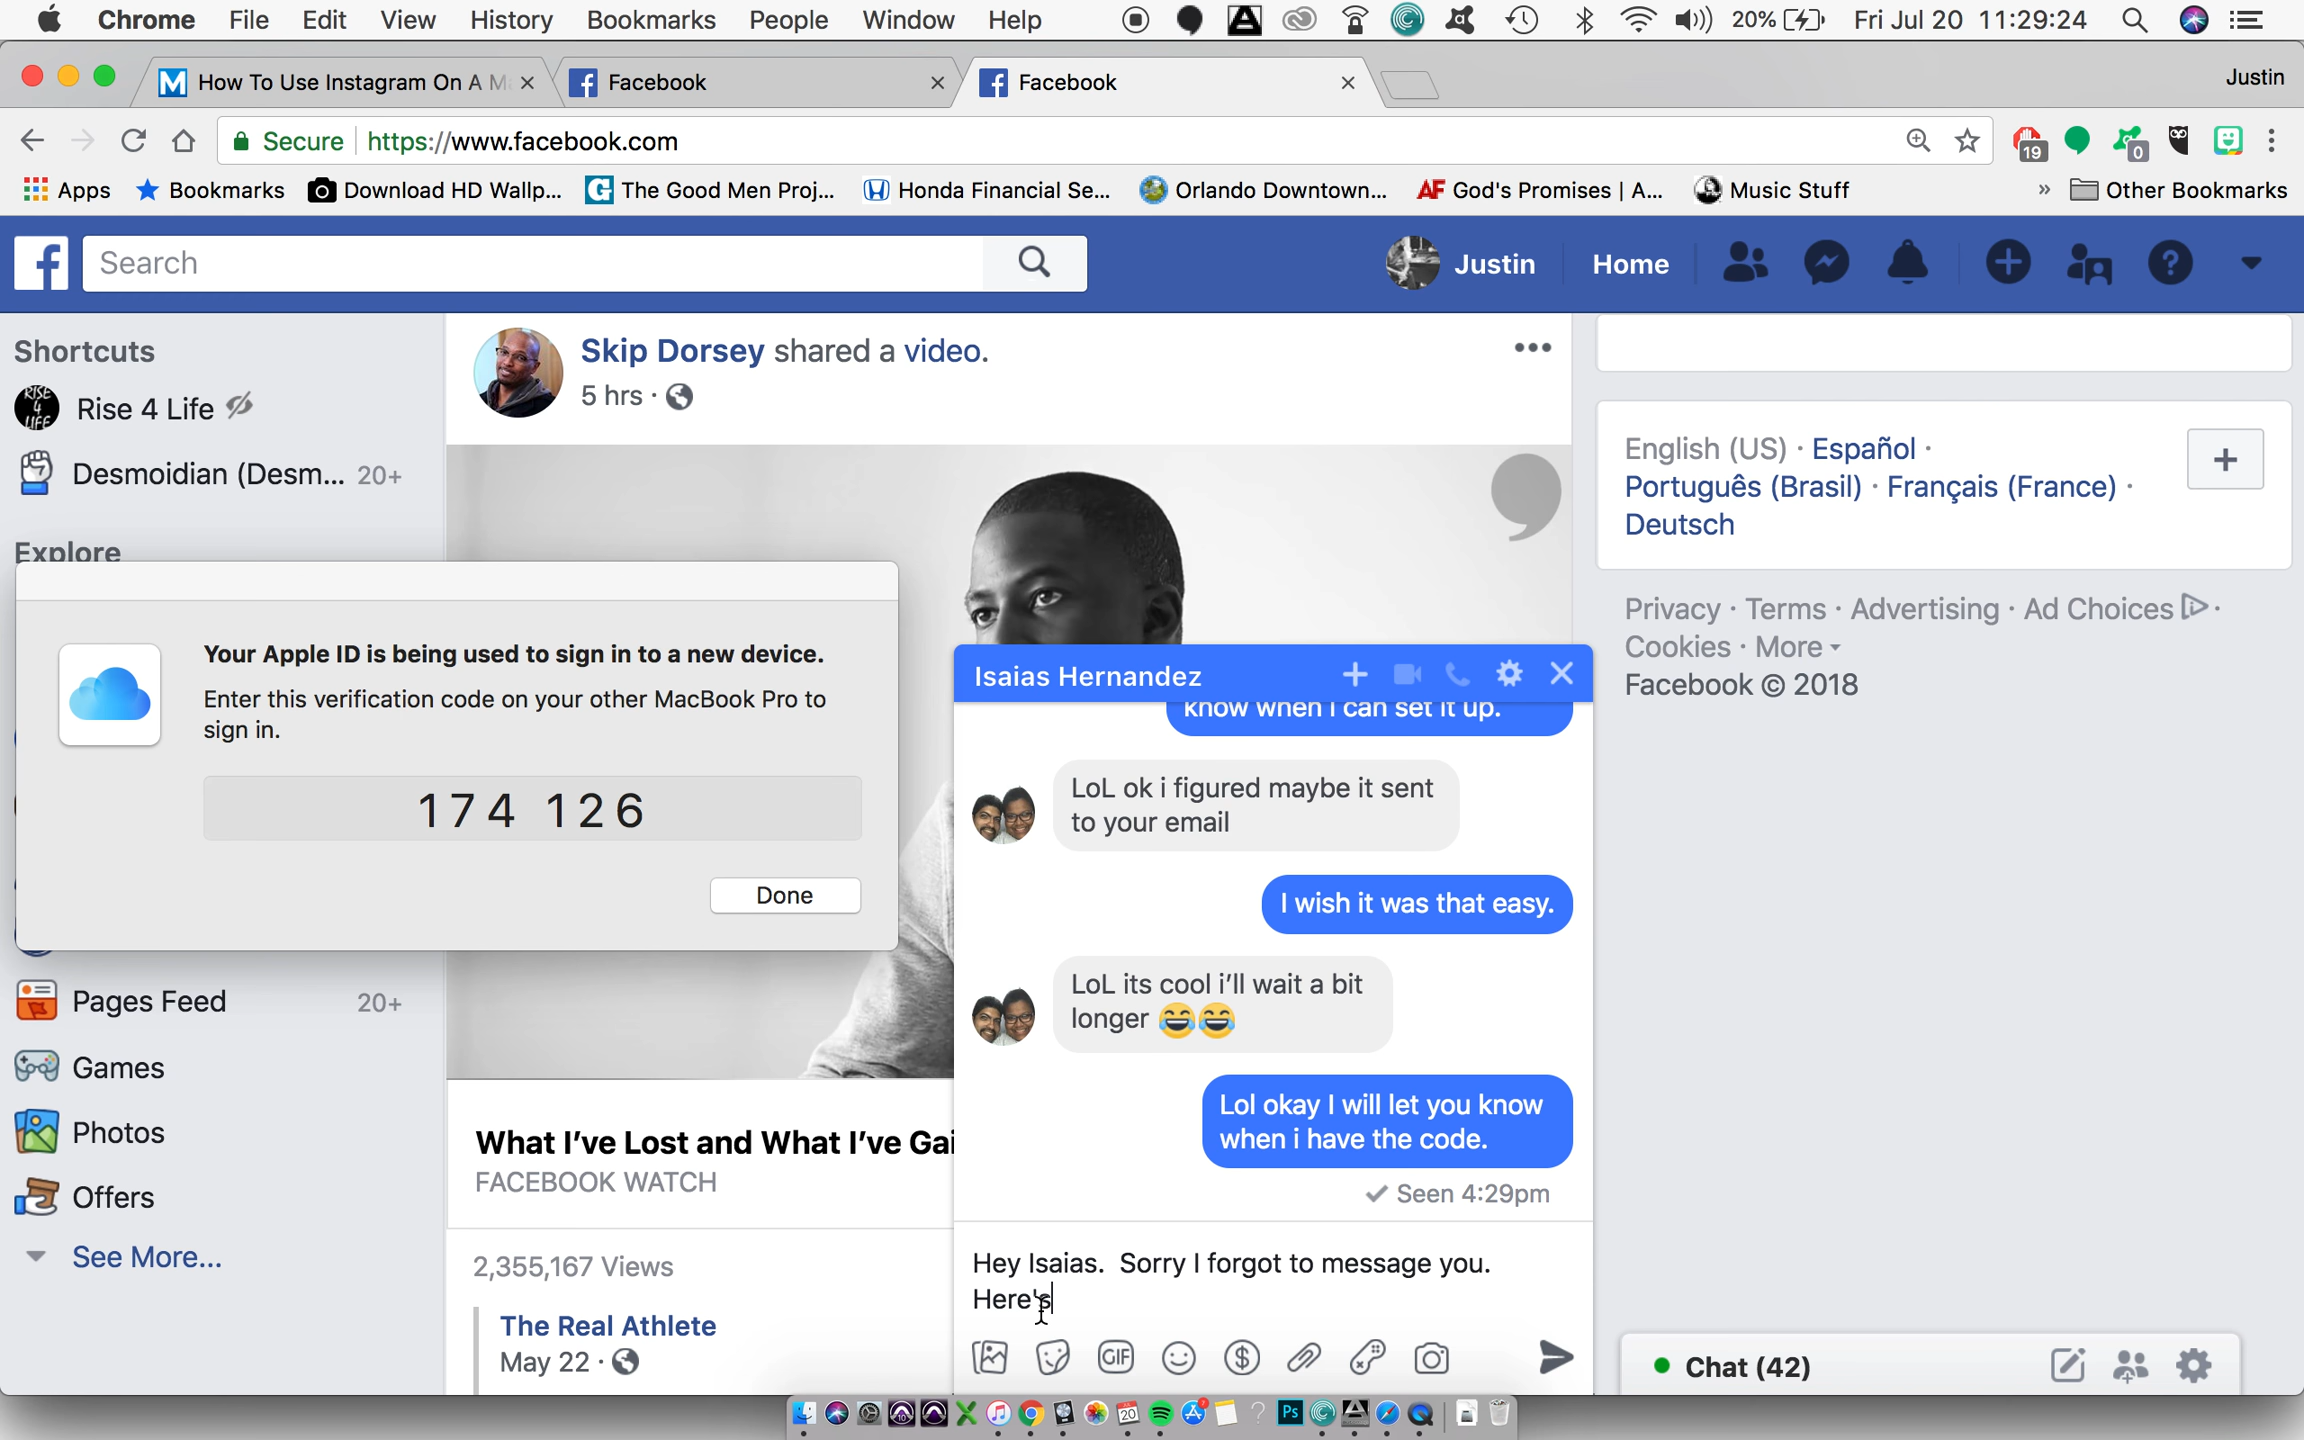 Chrome File Edit View History Bookmarks People Window Help 20% Fri Jul 20 11:29:24
How To Use Instagram On A M
Facebook
Facebook
Justin
Secure https://www.facebook.com
19
0
Apps Bookmarks Download HD Wallp... The Good Men Proj... Honda Financial Se... Orlando Downtown... God's Promises | A... Music Stuff » Other Bookmarks
Search
Justin Home
Shortcuts
RISE 4 LIFE
Rise 4 Life
Desmoidian (Desm... 20+
Explore
Your Apple ID is being used to sign in to a new device.
Enter this verification code on your other MacBook Pro to
sign in.
174 126
Done
Pages Feed 20+
Games
Photos
Offers
See More...
Skip Dorsey shared a video.
5 hrs ·
What I've Lost and What I've Gai
FACEBOOK WATCH
2,355,167 Views
The Real Athlete
May 22 ·
Isaias Hernandez
know when I can set it up.
LoL ok i figured maybe it sent
to your email
I wish it was that easy.
LoL its cool i'll wait a bit
longer 😂😂
Lol okay I will let you know
when i have the code.
Seen 4:29pm
Hey Isaias. Sorry I forgot to message you.
Here's
GIF
English (US) · Español ·
Português (Brasil) · Français (France) ·
Deutsch
Privacy · Terms · Advertising · Ad Choices ·
Cookies · More
Facebook © 2018
Chat (42)
20
Ps